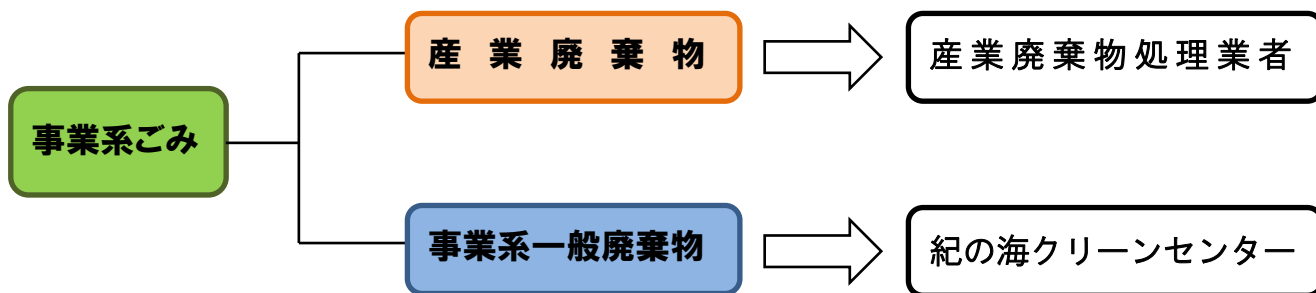 産業廃棄物
産業廃棄物処理業者
事業系ごみ
事業系一般廃棄物
紀の海クリーンセンター